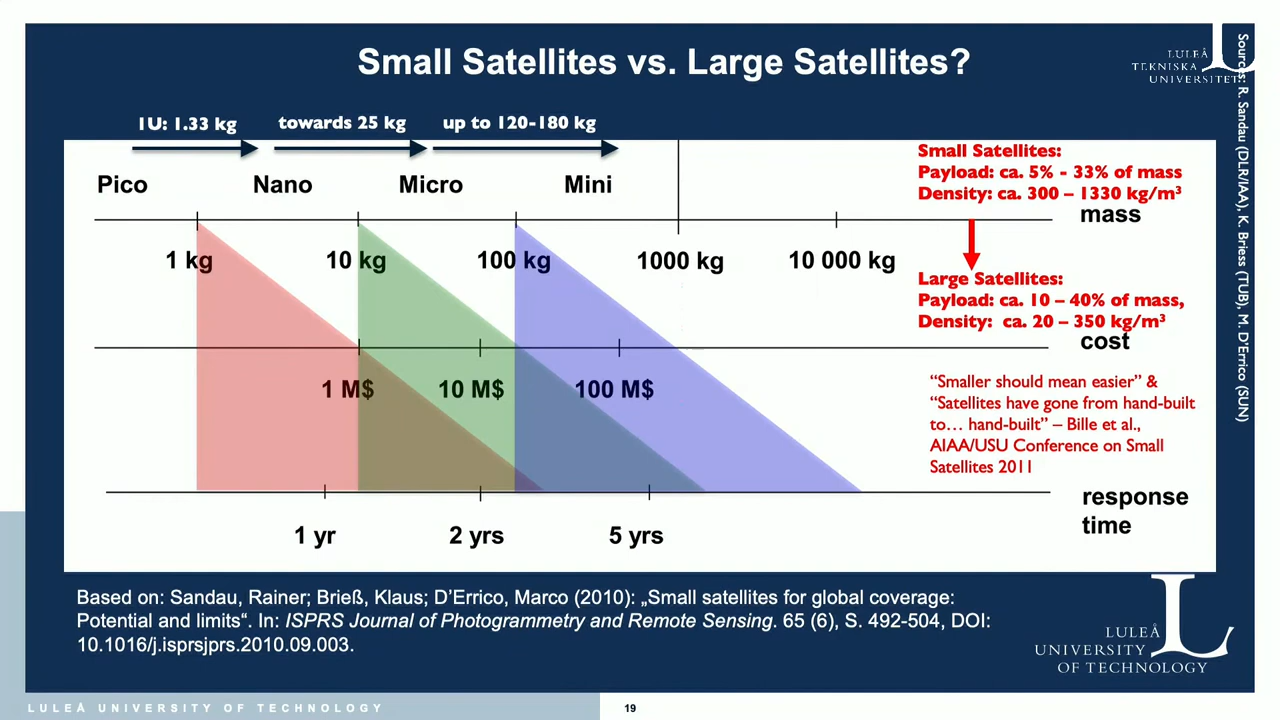 Small Satellites vs. Large Satellites?
LULEÅ
TEKNISKA
UNIVERSITET
1U: 1.33 kg
towards 25 kg
up to 120-180 kg
Pico
Nano
Micro
Mini
Small Satellites:
Payload: ca. 5% - 33% of mass
Density: ca. 300 – 1330 kg/m³
mass
1 kg
10 kg
100 kg
1000 kg
10 000 kg
Large Satellites:
Payload: ca. 10 – 40% of mass,
Density: ca. 20 – 350 kg/m³
cost
1 M$
10 M$
100 M$
“Smaller should mean easier” &
“Satellites have gone from hand-built
to… hand-built” – Bille et al.,
AIAA/USU Conference on Small
Satellites 2011
response
time
1 yr
2 yrs
5 yrs
R. Sandau (DLR/IAA), K. Briess (TUB), M. D’Errico (SUN)
Based on: Sandau, Rainer; Brieß, Klaus; D’Errico, Marco (2010): „Small satellites for global coverage:
Potential and limits“. In: ISPRS Journal of Photogrammetry and Remote Sensing. 65 (6), S. 492-504, DOI:
10.1016/j.isprsjprs.2010.09.003.
LULEÅ
UNIVERSITY
OF TECHNOLOGY
LULEÅ UNIVERSITY OF TECHNOLOGY
19